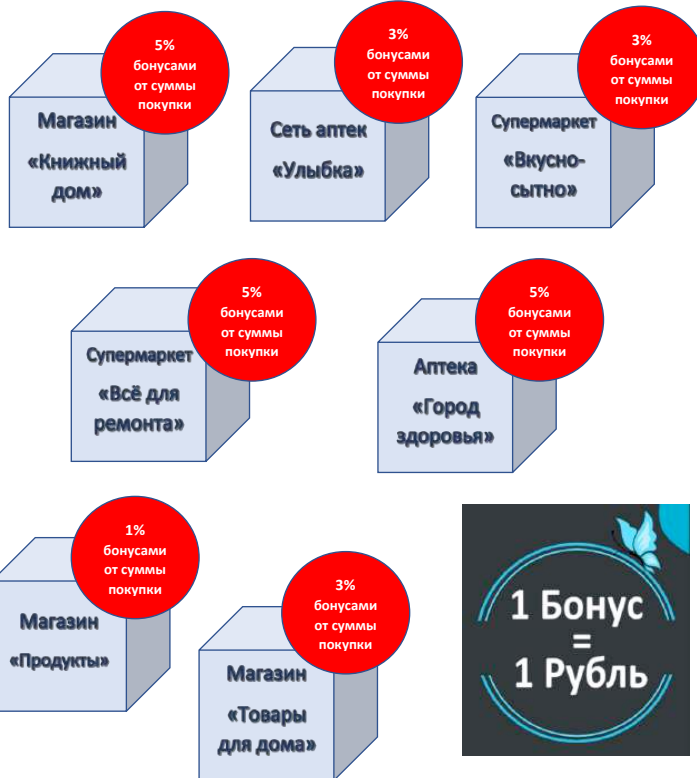 5%
бонусами
от суммы
покупки
Магазин
«Книжный
дом»
3%
бонусами
от суммы
покупки
Сеть аптек
«Улыбка»
3%
бонусами
от суммы
покупки
Супермаркет
«Вкусно-
сытно»
5%
бонусами
от суммы
покупки
Супермаркет
«Всё для
ремонта»
5%
бонусами
от суммы
покупки
Аптека
«Город
здоровья»
1%
бонусами
от суммы
покупки
Магазин
«Продукты»
3%
бонусами
от суммы
покупки
Магазин
«Товары
для дома»
1 Бонус
=
1 Рубль